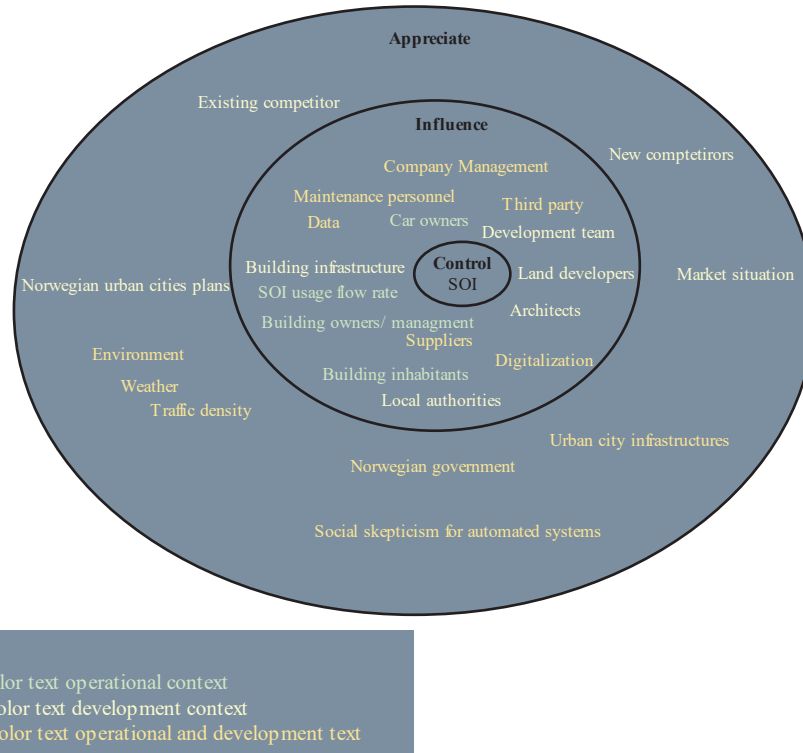 Appreciate
Existing competitor
Influence
New comptetirors
Company Management
Maintenance personnel
Third party
Data
Car owners
Development team
Building infrastructure
Control
SOI
Land developers
Market situation
Norwegian urban cities plans
SOI usage flow rate
Architects
Building owners/ managment
Suppliers
Environment
Digitalization
Weather
Building inhabitants
Traffic density
Local authorities
Urban city infrastructures
Norwegian government
Social skepticism for automated systems
text operational context
text development context
text operational and development text